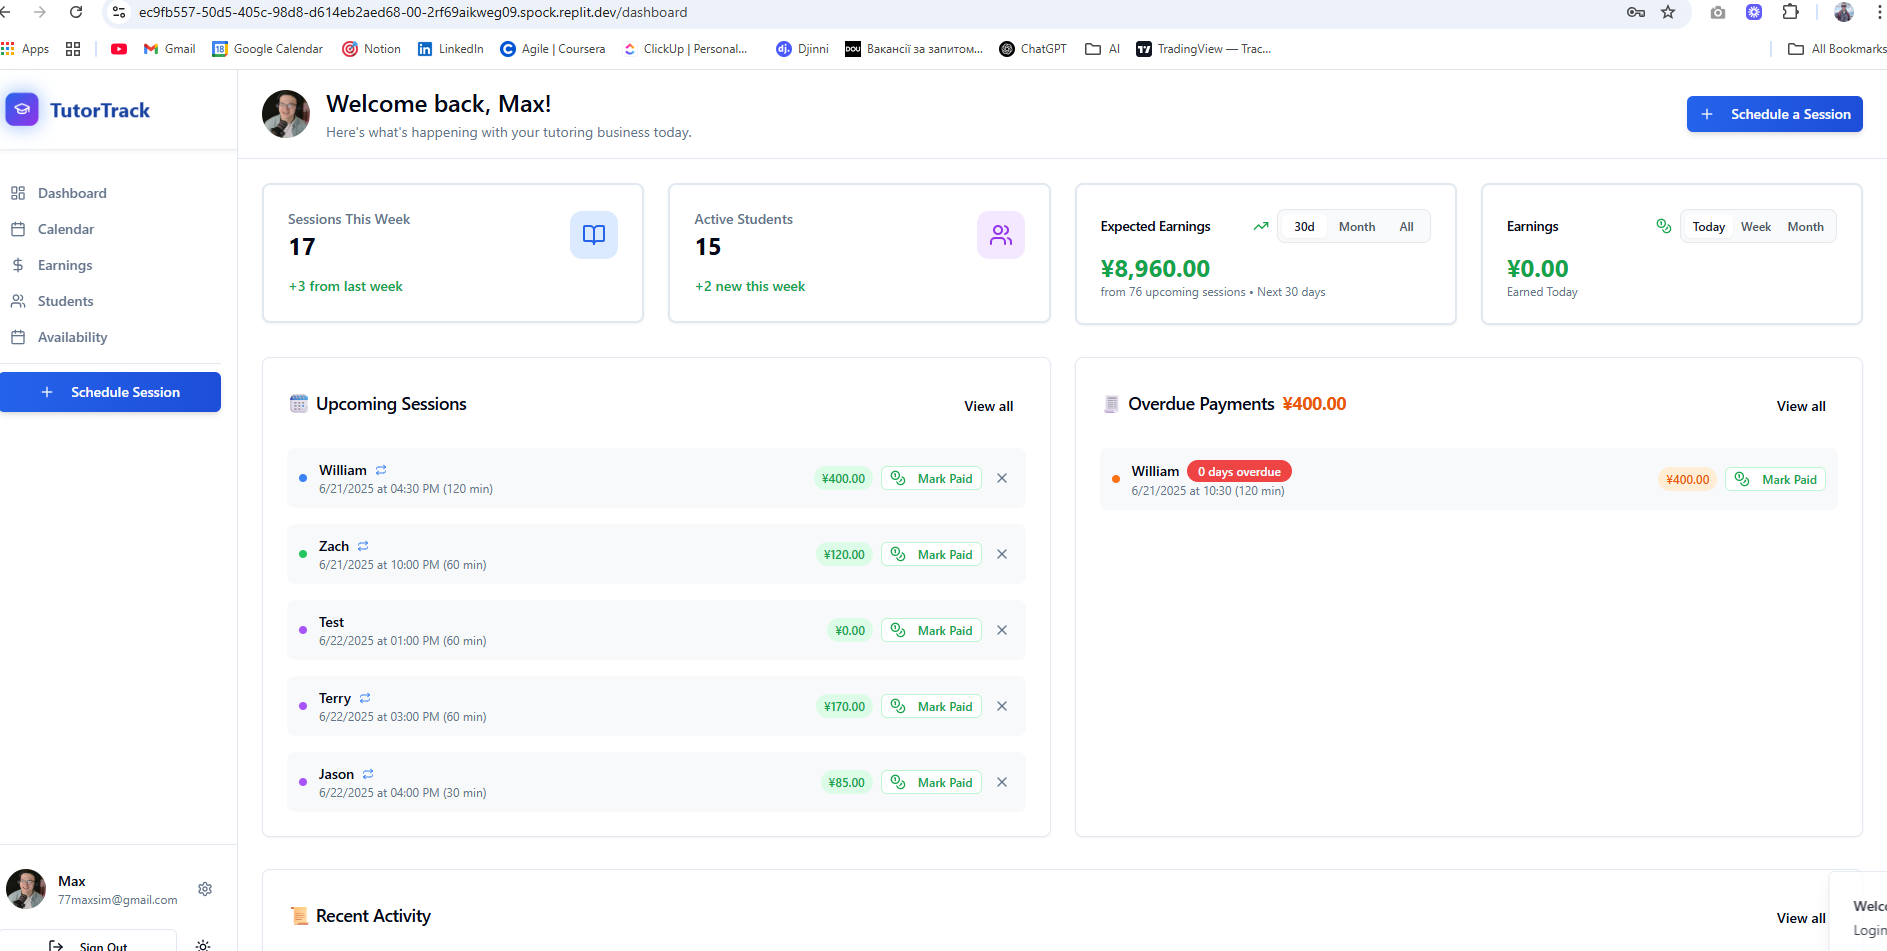 ec9fb557-50d5-405c-98d8-d614eb2aed68-00-2rf69aikweg09.spock.replit.dev/dashboard
Apps
Gmail
Google Calendar
Notion
LinkedIn
Agile | Coursera
ClickUp | Personal...
dj. Djinni
DOU Вакансії за запитом...
ChatGPT
AI
TradingView — Trac...
All Bookmarks
TutorTrack
Dashboard
Calendar
Earnings
Students
Availability
+ Schedule Session
Max
77maxsim@gmail.com
Sign Out
Welcome back, Max!
Here's what's happening with your tutoring business today.
+ Schedule a Session
Sessions This Week
17
+3 from last week
Active Students
15
+2 new this week
Expected Earnings
30d Month All
¥8,960.00
from 76 upcoming sessions • Next 30 days
Earnings
Today Week Month
¥0.00
Earned Today
Upcoming Sessions
View all
William
6/21/2025 at 04:30 PM (120 min)
¥400.00 Mark Paid
Zach
6/21/2025 at 10:00 PM (60 min)
¥120.00 Mark Paid
Test
6/22/2025 at 01:00 PM (60 min)
¥0.00 Mark Paid
Terry
6/22/2025 at 03:00 PM (60 min)
¥170.00 Mark Paid
Jason
6/22/2025 at 04:00 PM (30 min)
¥85.00 Mark Paid
Overdue Payments ¥400.00
View all
William 0 days overdue
6/21/2025 at 10:30 (120 min)
¥400.00 Mark Paid
Recent Activity
View all
Welc
Login